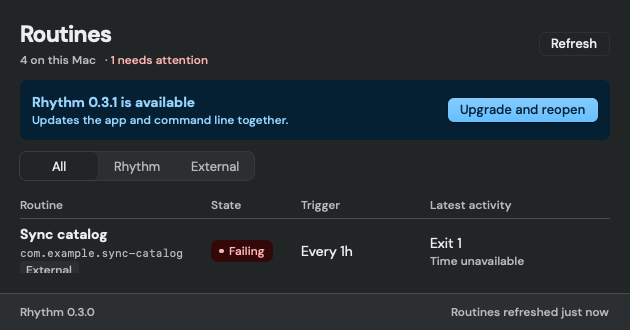 Routines
4 on this Mac · 1 needs attention
Refresh
Rhythm 0.3.1 is available
Updates the app and command line together.
Upgrade and reopen
All Rhythm External
Routine State Trigger Latest activity
Sync catalog
com.example.sync-catalog
External
Failing
Every 1h
Exit 1
Time unavailable
Rhythm 0.3.0
Routines refreshed just now